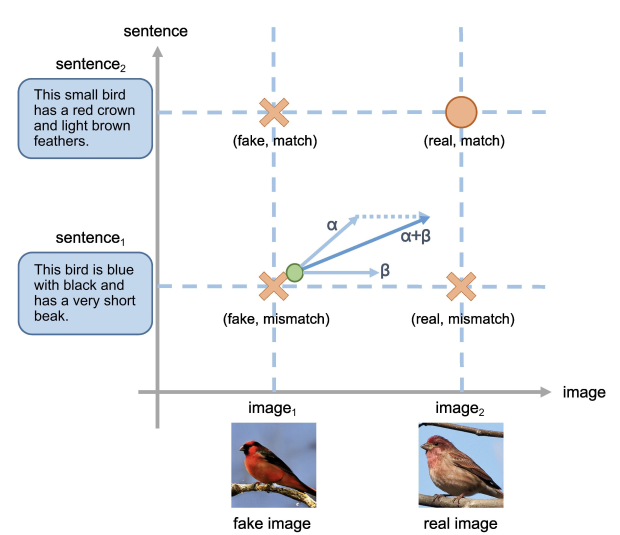 sentence
sentence₂
This small bird
has a red crown
and light brown
feathers.
(fake, match)
(real, match)
α
α+β
β
sentence₁
This bird is blue
with black and
has a very short
beak.
(fake, mismatch)
(real, mismatch)
image
image₁
image₂
fake image
real image